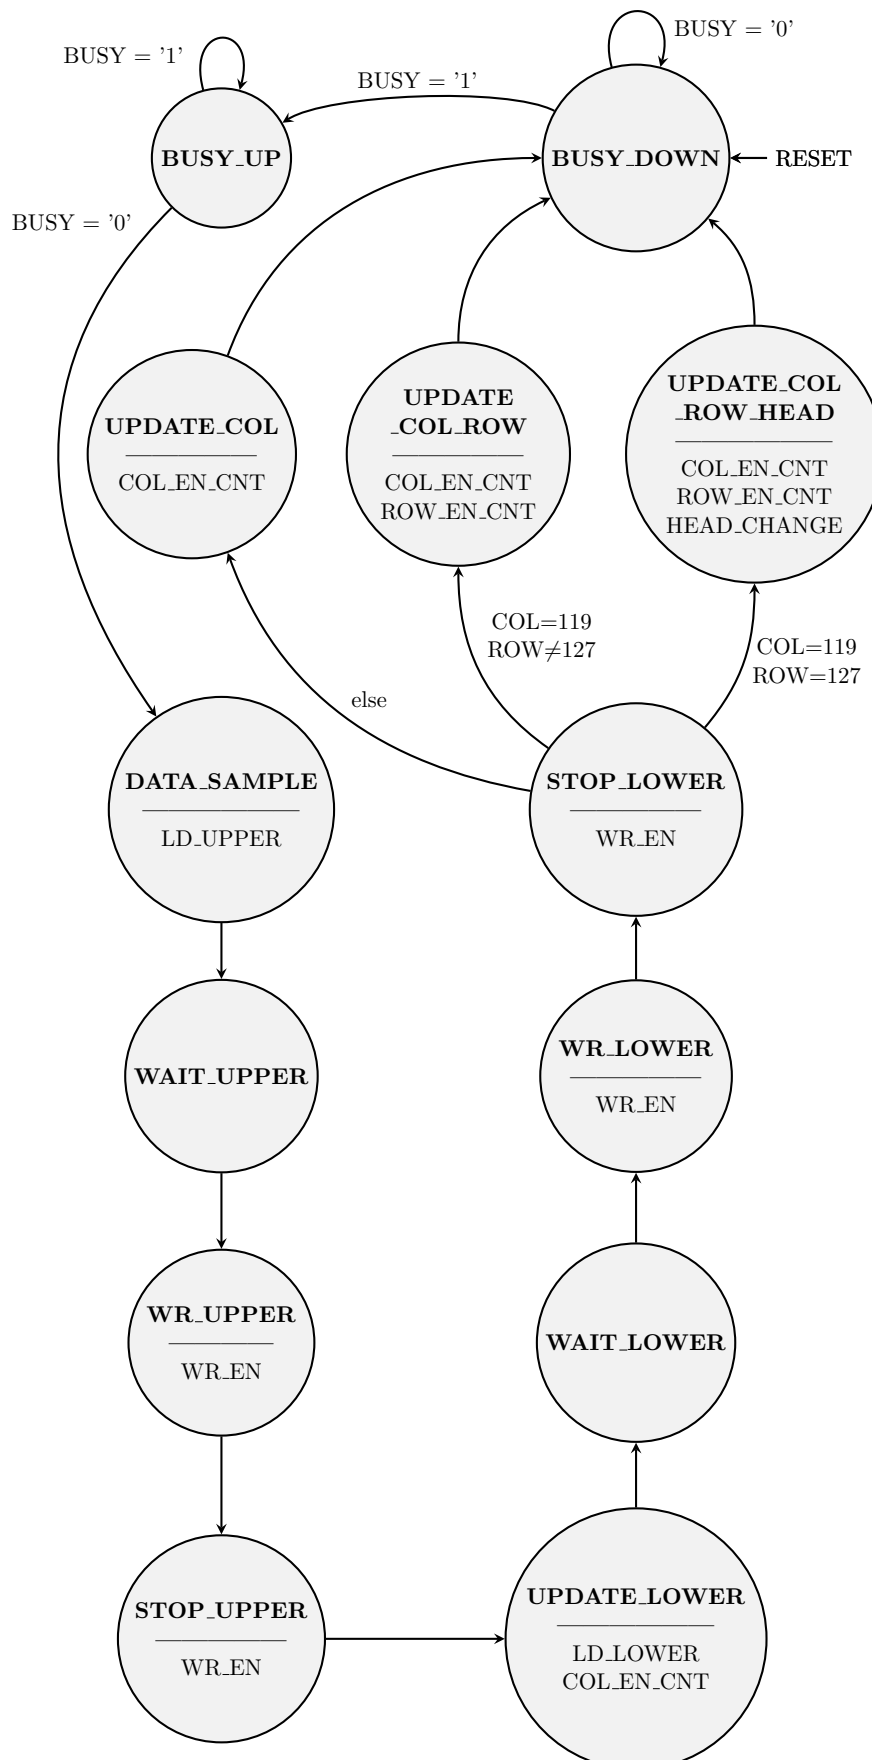 BUSY = '0'
BUSY = '1'
BUSY = '1'
BUSY_UP
BUSY_DOWN
RESET
BUSY = '0'
UPDATE_COL
COL_EN_CNT
UPDATE
_COL_ROW
COL_EN_CNT
ROW_EN_CNT
UPDATE_COL
_ROW_HEAD
COL_EN_CNT
ROW_EN_CNT
HEAD_CHANGE
COL=119
ROW≠127
COL=119
ROW=127
else
DATA_SAMPLE
LD_UPPER
STOP_LOWER
WR_EN
WAIT_UPPER
WR_LOWER
WR_EN
WR_UPPER
WR_EN
WAIT_LOWER
STOP_UPPER
WR_EN
UPDATE_LOWER
LD_LOWER
COL_EN_CNT